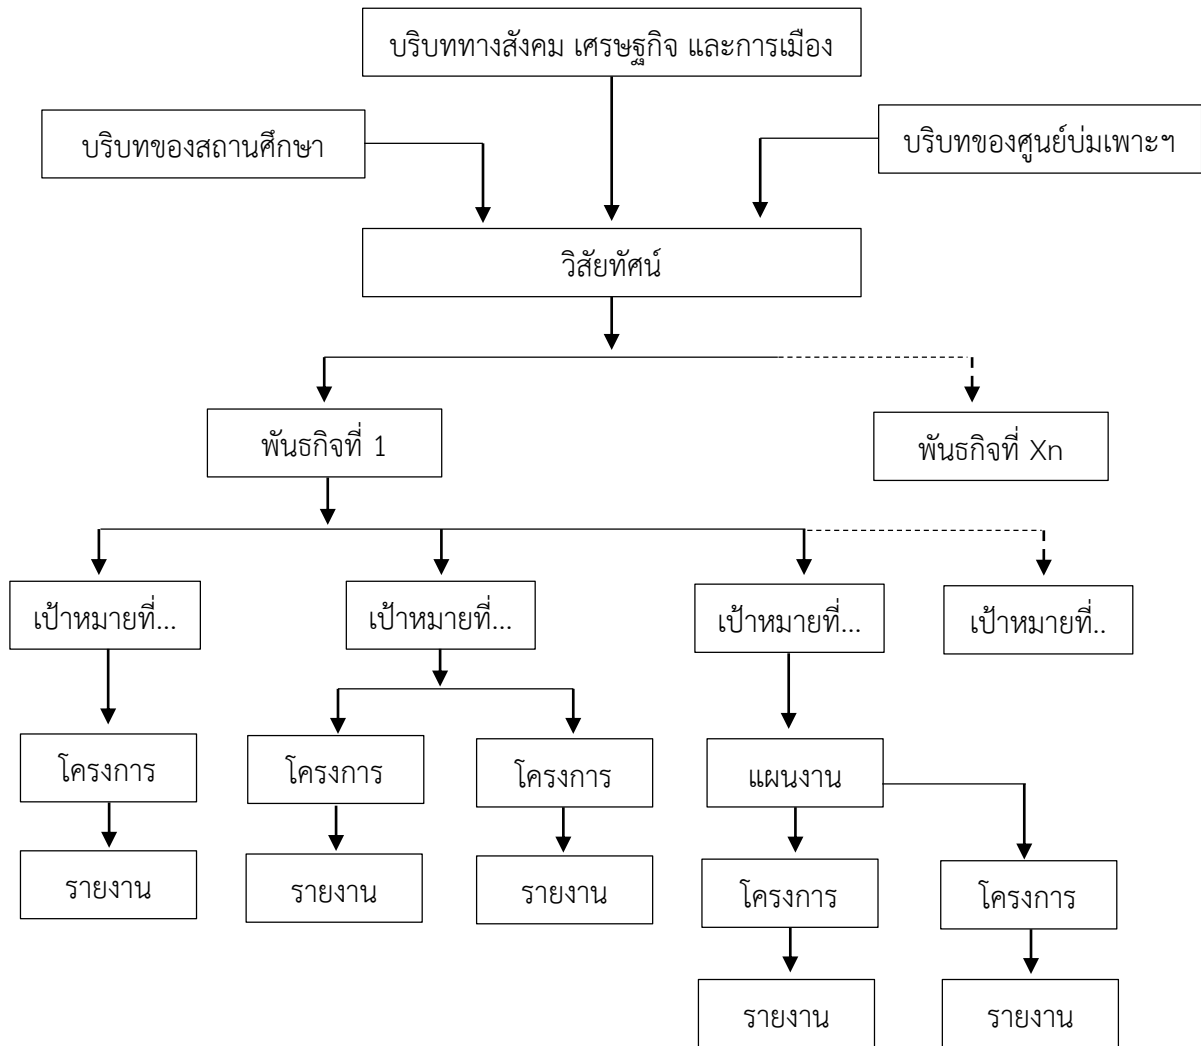 บริบททางสังคม เศรษฐกิจ และการเมือง
บริบทของสถานศึกษา
บริบทของศูนย์บ่มเพาะฯ
วิสัยทัศน์
พันธกิจที่ 1
พันธกิจที่ Xn
เป้าหมายที่...
เป้าหมายที่...
เป้าหมายที่...
เป้าหมายที่..
โครงการ
โครงการ
โครงการ
แผนงาน
รายงาน
รายงาน
รายงาน
โครงการ
โครงการ
รายงาน
รายงาน